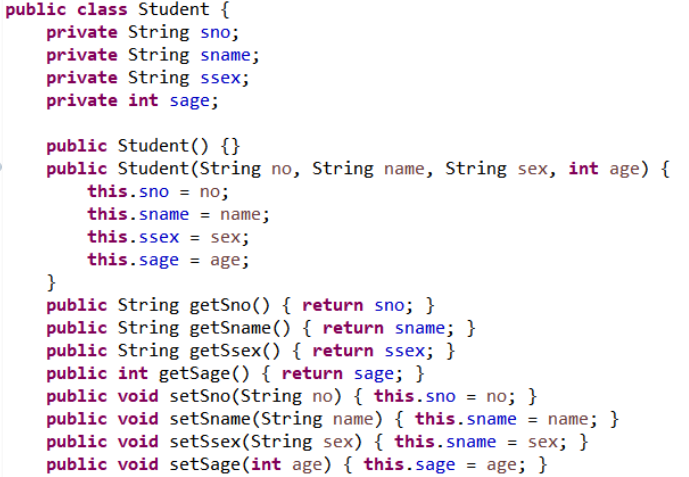 public class Student {
    private String sno;
    private String sname;
    private String ssex;
    private int sage;

    public Student() {}
    public Student(String no, String name, String sex, int age) {
        this.sno = no;
        this.sname = name;
        this.ssex = sex;
        this.sage = age;
    }
    public String getSno() { return sno; }
    public String getSname() { return sname; }
    public String getSsex() { return ssex; }
    public int getSage() { return sage; }
    public void setSno(String no) { this.sno = no; }
    public void setSname(String name) { this.sname = name; }
    public void setSsex(String sex) { this.sname = sex; }
    public void setSage(int age) { this.sage = age; }